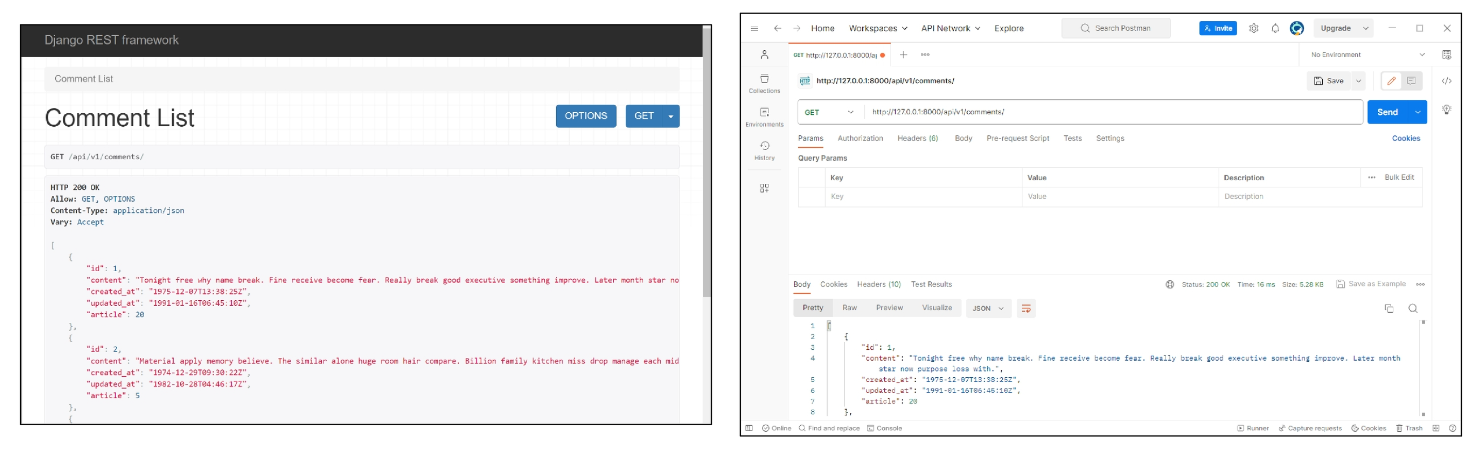 Django REST framework
Comment List
Comment List
OPTIONS
GET
GET /api/v1/comments/
HTTP 200 OK
Allow: GET, OPTIONS
Content-Type: application/json
Vary: Accept
[
{
"id": 1,
"content": "Tonight free why name break. Fine receive become fear. Really break good executive something improve. Later month star no
"created_at": "1975-12-07T13:38:25Z",
"updated_at": "1991-01-16T06:45:10Z",
"article": 20
},
{
"id": 2,
"content": "Material apply memory believe. The similar alone huge room hair compare. Billion family kitchen miss drop manage each mid
"created_at": "1974-12-29T09:30:22Z",
"updated_at": "1982-10-28T04:46:17Z",
"article": 5
},
{
Home Workspaces API Network Explore Search Postman Invite Upgrade
GET http://127.0.0.1:8000/ap No Environment
http://127.0.0.1:8000/api/v1/comments/ Save
Collections
Environments
History
GET http://127.0.0.1:8000/api/v1/comments/ Send
Params Authorization Headers (6) Body Pre-request Script Tests Settings Cookies
Query Params
Key Value Description Bulk Edit
Key Value Description
Body Cookies Headers (10) Test Results Status: 200 OK Time: 16 ms Size: 5.28 KB Save as Example
Pretty Raw Preview Visualize JSON
1 [
2 {
3 "id": 1,
4 "content": "Tonight free why name break. Fine receive become fear. Really break good executive something improve. Later month
star now purpose loss with.",
5 "created_at": "1975-12-07T13:38:25Z",
6 "updated_at": "1991-01-16T06:45:10Z",
7 "article": 20
8 },
Online Find and replace Console Runner Capture requests Cookies Trash